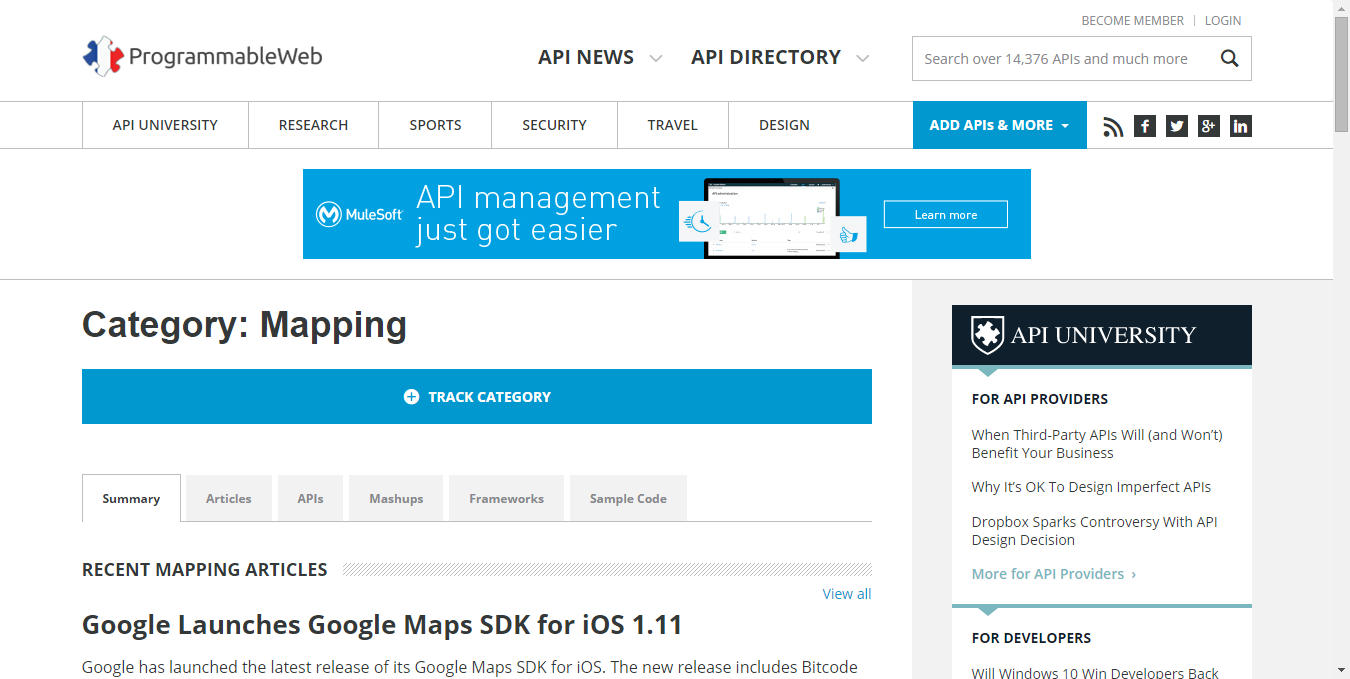 BECOME MEMBER | LOGIN
ProgrammableWeb
API NEWS
API DIRECTORY
Search over 14,376 APIs and much more
API UNIVERSITY
RESEARCH
SPORTS
SECURITY
TRAVEL
DESIGN
ADD APIs & MORE
MuleSoft
API management
just got easier
Learn more
Category: Mapping
TRACK CATEGORY
Summary
Articles
APIs
Mashups
Frameworks
Sample Code
RECENT MAPPING ARTICLES
View all
Google Launches Google Maps SDK for iOS 1.11
Google has launched the latest release of its Google Maps SDK for iOS. The new release includes Bitcode
API UNIVERSITY
FOR API PROVIDERS
When Third-Party APIs Will (and Won’t)
Benefit Your Business
Why It’s OK To Design Imperfect APIs
Dropbox Sparks Controversy With API
Design Decision
More for API Providers ›
FOR DEVELOPERS
Will Windows 10 Win Developers Back